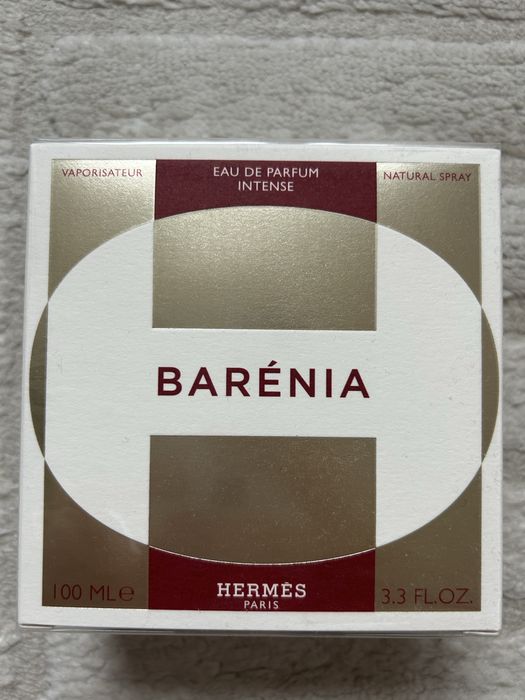 VAPORISATEUR
EAU DE PARFUM
INTENSE
NATURAL SPRAY
BARÉNIA
100 ML e
HERMÈS
PARIS
3.3 FL.OZ.